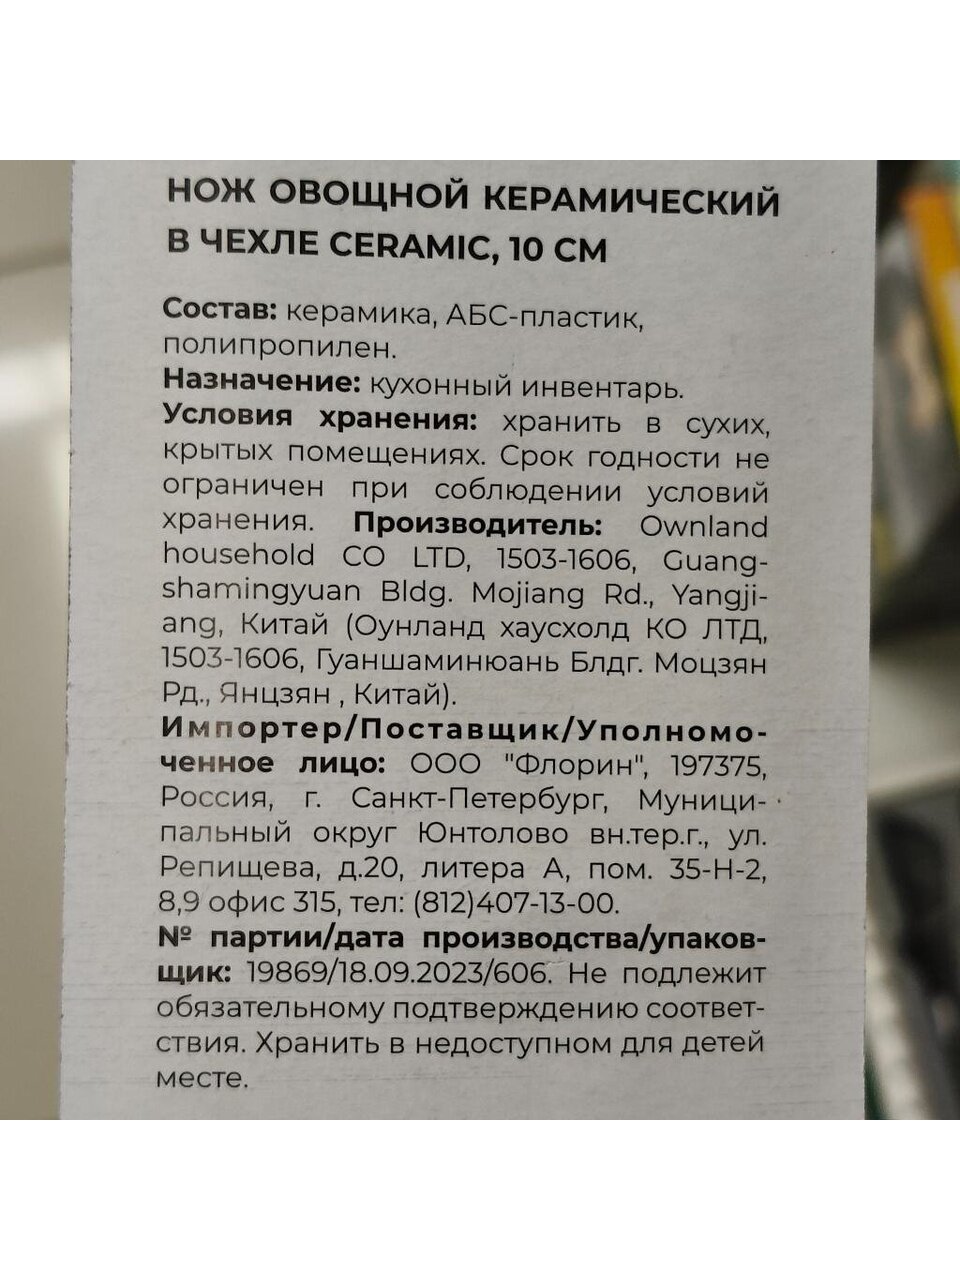 НОЖ ОВОЩНОЙ КЕРАМИЧЕСКИЙ
В ЧЕХЛЕ CERAMIC, 10 СМ
Состав: керамика, АБС-пластик,
полипропилен.
Назначение: кухонный инвентарь.
Условия хранения: хранить в сухих,
крытых помещениях. Срок годности не
ограничен при соблюдении условий
хранения. Производитель: Ownland
household CO LTD, 1503-1606, Guang-
shamingyuan Bldg. Mojiang Rd., Yangji-
ang, Китай (Оунланд хаусхолд КО ЛТД,
1503-1606, Гуаншаминюань Блдг. Моцзян
Рд., Янцзян , Китай).
Импортер/Поставщик/Уполномо-
ченное лицо: ООО "Флорин", 197375,
Россия, г. Санкт-Петербург, Муници-
пальный округ Юнтолово вн.тер.г., ул.
Репищева, д.20, литера А, пом. 35-Н-2,
8,9 офис 315, тел: (812)407-13-00.
№ партии/дата производства/упаков-
щик: 19869/18.09.2023/606. Не подлежит
обязательному подтверждению соответ-
ствия. Хранить в недоступном для детей
месте.